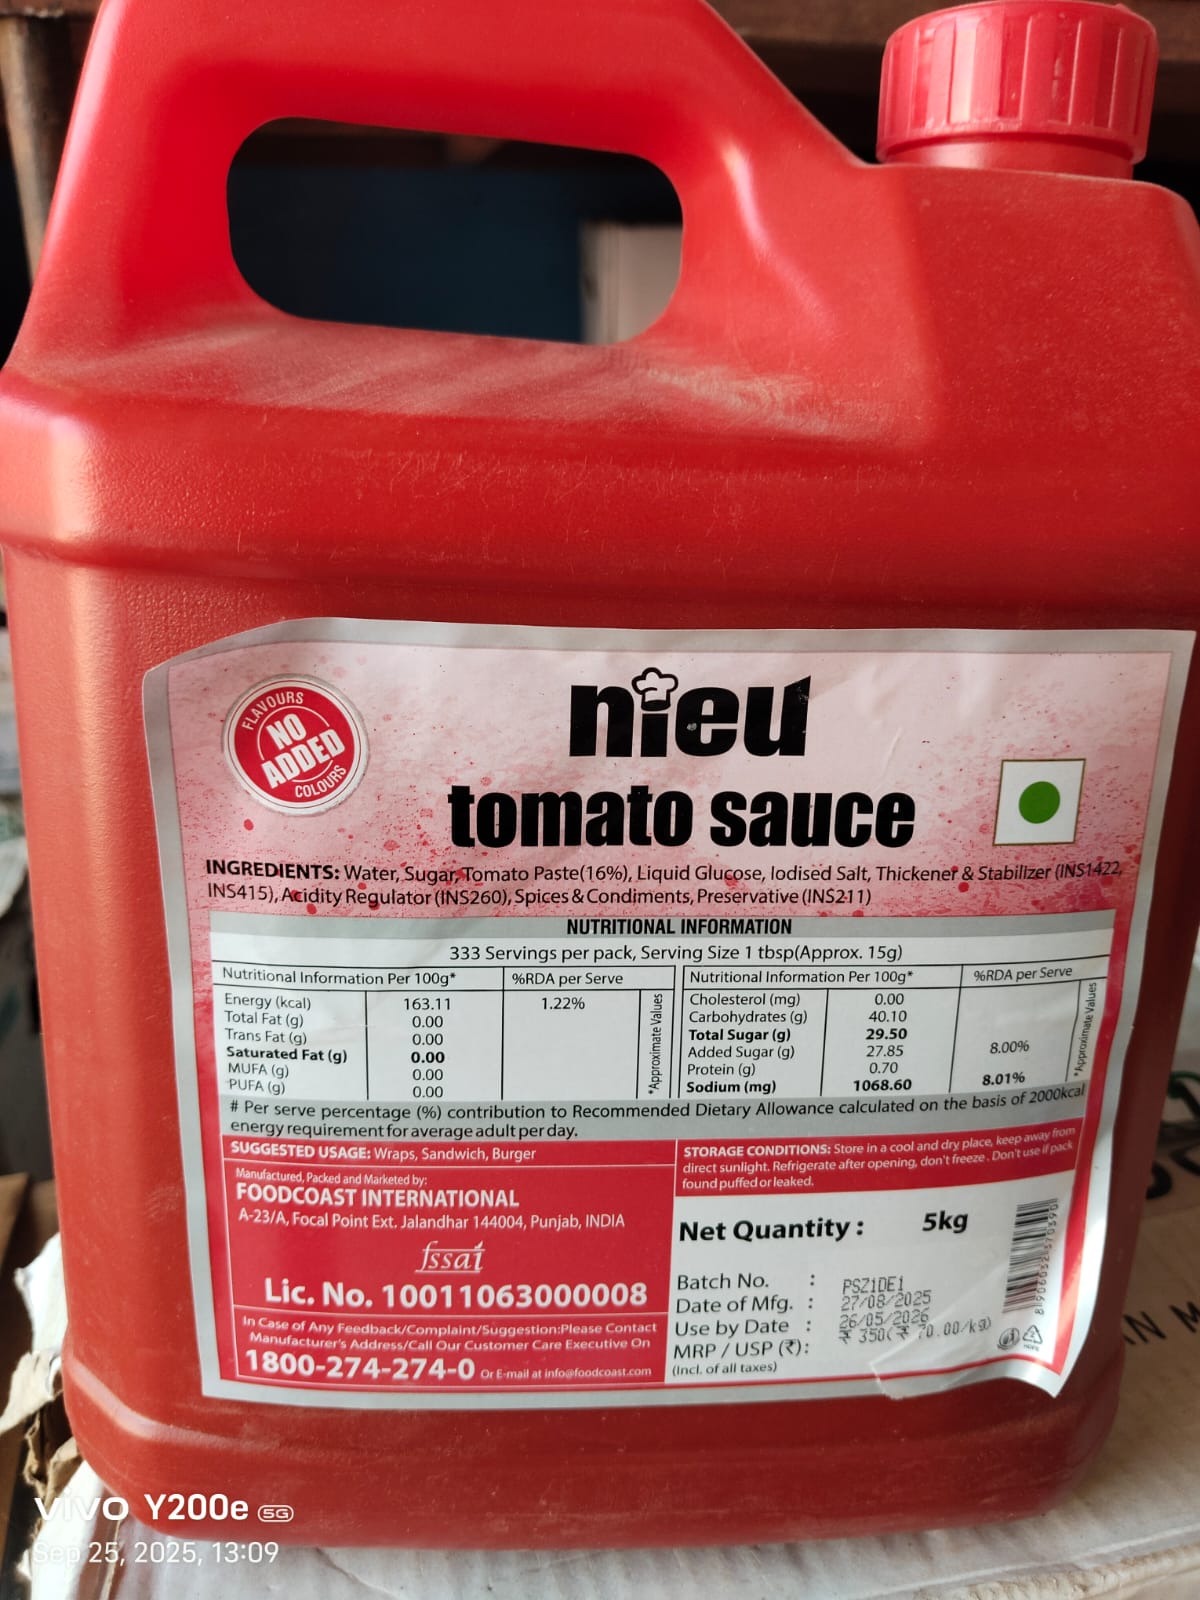 FLAVOURS
NO
ADDED
COLOURS
nieu
tomato sauce
INGREDIENTS: Water, Sugar, Tomato Paste(16%), Liquid Glucose, Iodised Salt, Thickener & Stabilizer (INS1422,
INS415), Acidity Regulator (INS260), Spices & Condiments, Preservative (INS211)
NUTRITIONAL INFORMATION
333 Servings per pack, Serving Size 1 tbsp(Approx. 15g)
Nutritional Information Per 100g* %RDA per Serve
Energy (kcal) 163.11 1.22%
Total Fat (g) 0.00
Trans Fat (g) 0.00
Saturated Fat (g) 0.00
MUFA (g) 0.00
PUFA (g) 0.00
*Approximate Values
Nutritional Information Per 100g* %RDA per Serve
Cholesterol (mg) 0.00
Carbohydrates (g) 40.10
Total Sugar (g) 29.50
Added Sugar (g) 27.85 8.00%
Protein (g) 0.70
Sodium (mg) 1068.60 8.01%
*Approximate Values
# Per serve percentage (%) contribution to Recommended Dietary Allowance calculated on the basis of 2000kcal
energy requirement for average adult per day.
SUGGESTED USAGE: Wraps, Sandwich, Burger
Manufactured, Packed and Marketed by:
FOODCOAST INTERNATIONAL
A-23/A, Focal Point Ext. Jalandhar 144004, Punjab, INDIA
fssai
Lic. No. 10011063000008
In Case of Any Feedback/Complaint/Suggestion:Please Contact
Manufacturer's Address/Call Our Customer Care Executive On
1800-274-274-0 Or E-mail at info@foodcoast.com
STORAGE CONDITIONS: Store in a cool and dry place, keep away from
direct sunlight. Refrigerate after opening, don't freeze. Don't use if pack
found puffed or leaked.
Net Quantity : 5kg
Batch No. : PSZ1DE1
Date of Mfg. : 27/08/2025
Use by Date : 26/05/2026
MRP / USP (₹): ₹ 350(₹ 70.00/kg)
(Incl. of all taxes)
vivo Y200e 5G
Sep 25, 2025, 13:09